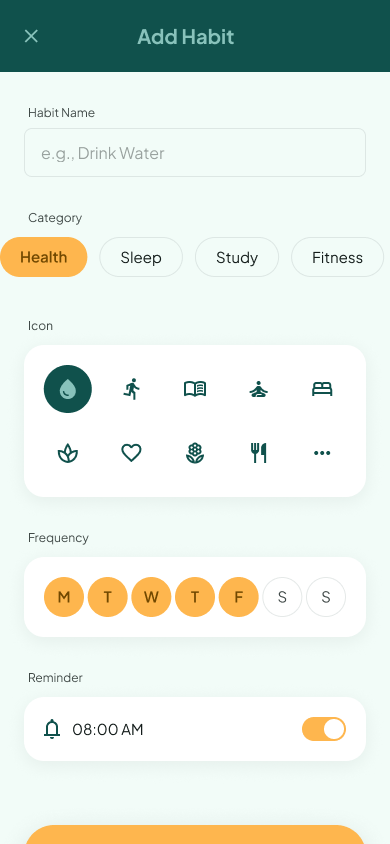 Add Habit
Habit Name
e.g., Drink Water
Category
Health Sleep Study Fitness
Icon
Frequency
M T W T F S S
Reminder
08:00 AM